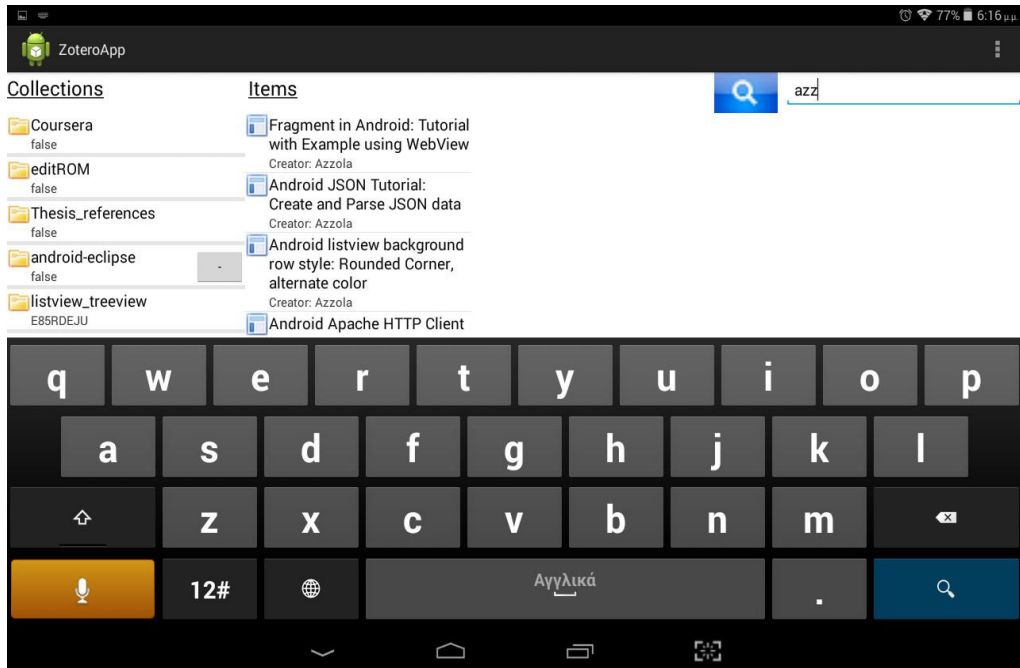 77% 6:16 μ.μ.
ZoteroApp
Collections
Items
azz
Coursera
false
editROM
false
Thesis_references
false
android-eclipse
false
-
listview_treeview
E85RDEJU
Fragment in Android: Tutorial
with Example using WebView
Creator: Azzola
Android JSON Tutorial:
Create and Parse JSON data
Creator: Azzola
Android listview background
row style: Rounded Corner,
alternate color
Creator: Azzola
Android Apache HTTP Client
q w e r t y u i o p
a s d f g h j k l
z x c v b n m
12# Αγγλικά .